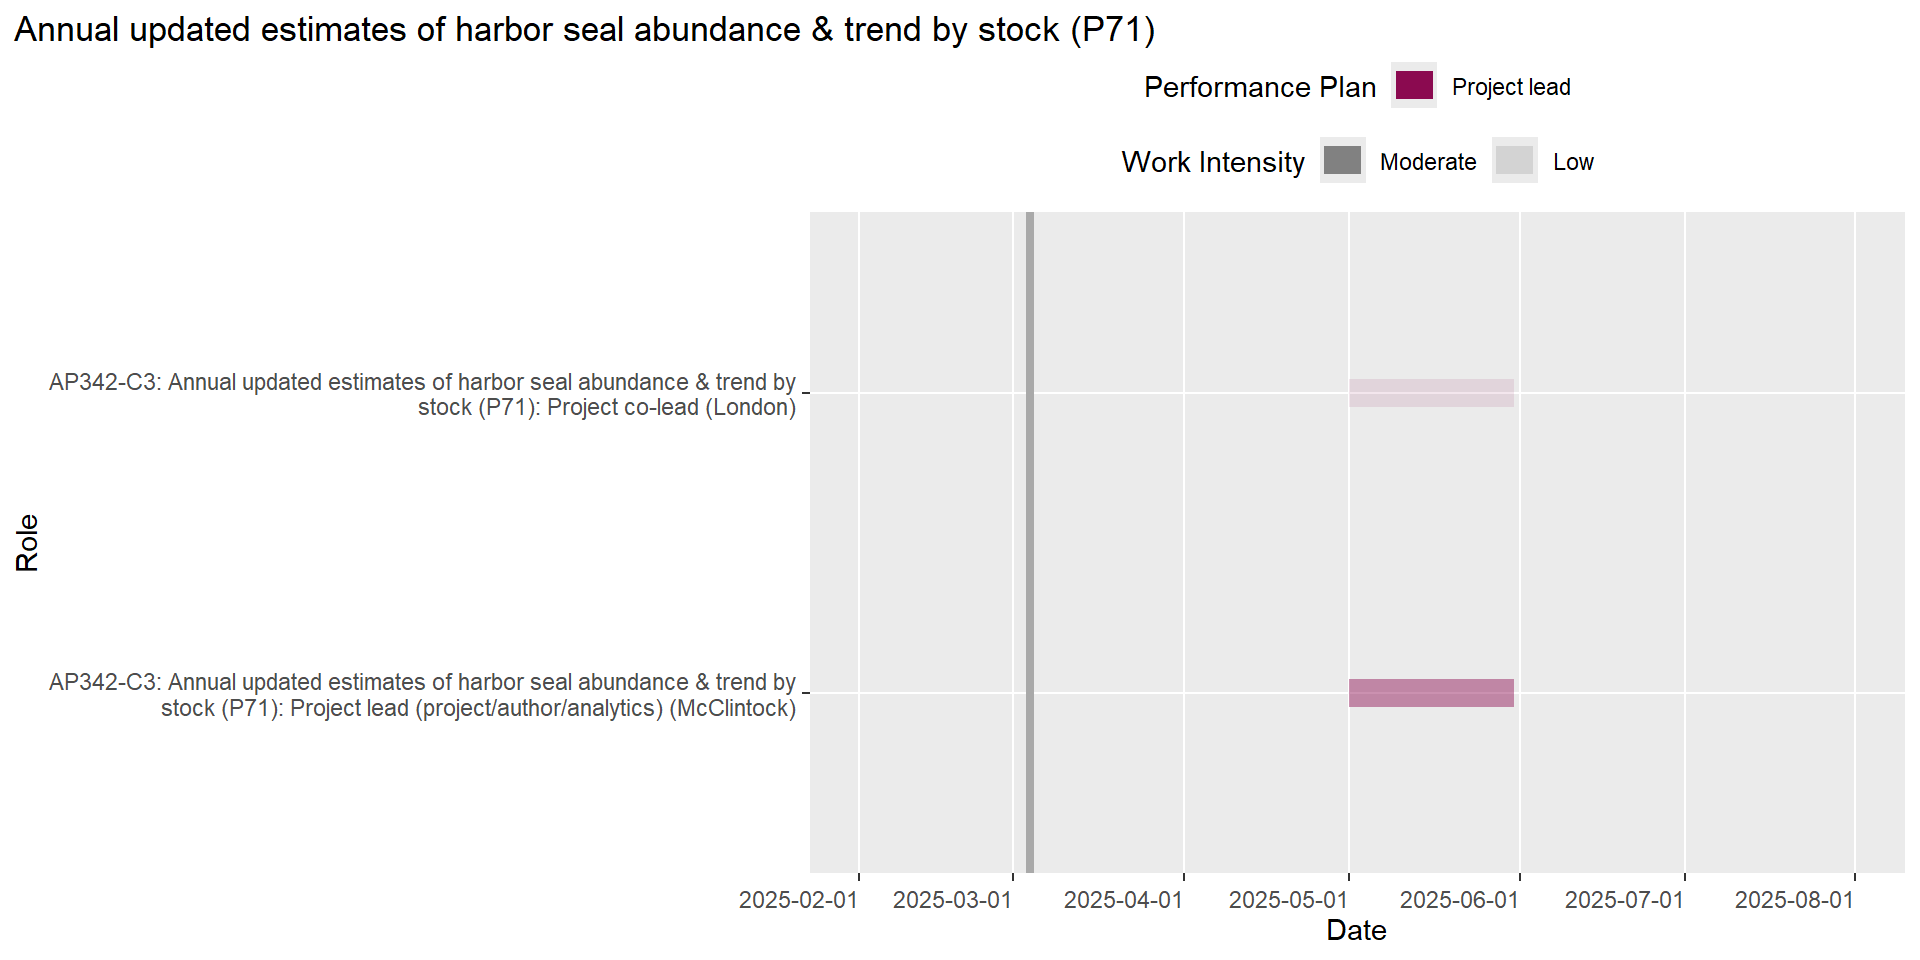 Annual updated estimates of harbor seal abundance & trend by stock (P71)
Performance Plan
Project lead
Work Intensity
Moderate
Low
AP342-C3: Annual updated estimates of harbor seal abundance & trend by
stock (P71): Project co-lead (London)
Role
AP342-C3: Annual updated estimates of harbor seal abundance & trend by
stock (P71): Project lead (project/author/analytics) (McClintock)
2025-02-01
2025-03-01
2025-04-01
2025-05-01
2025-06-01
2025-07-01
2025-08-01
Date